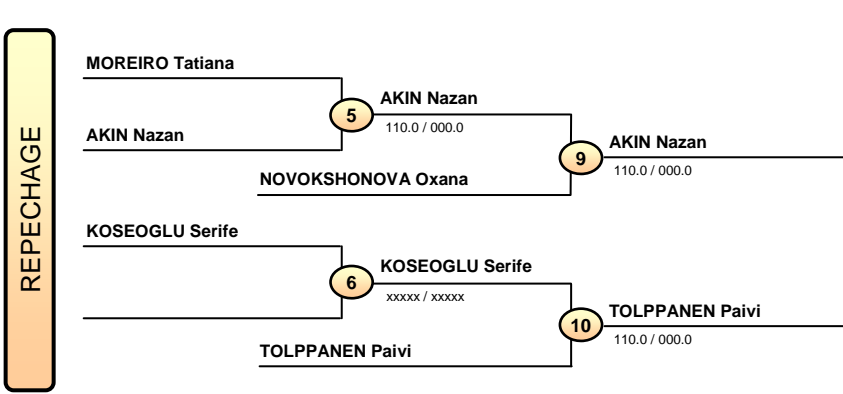 REPECHAGE
MOREIRO Tatiana
AKIN Nazan
5
110.0 / 000.0
AKIN Nazan
AKIN Nazan
9
110.0 / 000.0
NOVOKSHONOVA Oxana
KOSEOGLU Serife
KOSEOGLU Serife
6
xxxxx / xxxxx
TOLPPANEN Paivi
10
110.0 / 000.0
TOLPPANEN Paivi